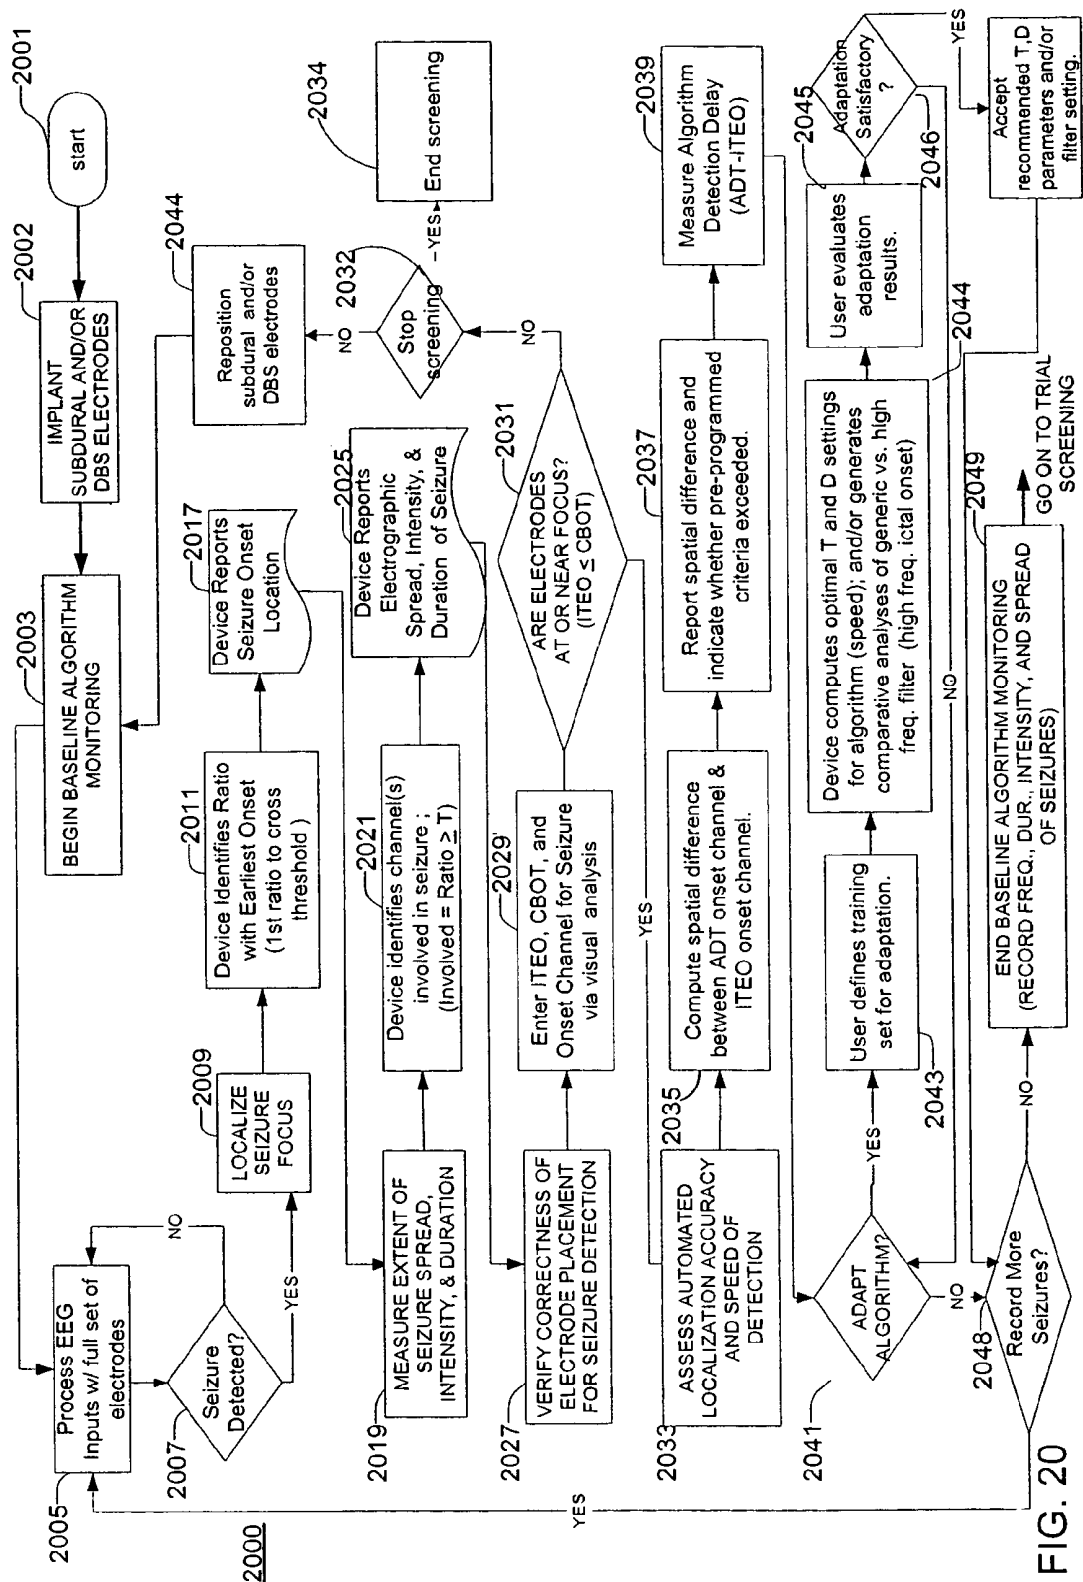 2001
start
2002
IMPLANT
SUBDURAL AND/OR
DBS ELECTRODES
2003
BEGIN BASELINE ALGORITHM
MONITORING
2005
Process EEG
Inputs w/ full set of
electrodes
2007
Seizure
Detected?
NO
YES
2009
LOCALIZE
SEIZURE
FOCUS
2011
Device Identifies Ratio
with Earliest Onset
(1st ratio to cross
threshold )
2017
Device Reports
Seizure Onset
Location
2044
Reposition
subdural and/or
DBS electrodes
2034
End screening
YES
2032
Stop
screening
NO
2019
MEASURE EXTENT OF
SEIZURE SPREAD,
INTENSITY, & DURATION
2021
Device identifies channel(s)
involved in seizure ;
(Involved = Ratio ≥ T)
2025
Device Reports
Electrographic
Spread, Intensity, &
Duration of Seizure
2027
VERIFY CORRECTNESS OF
ELECTRODE PLACEMENT
FOR SEIZURE DETECTION
2029
Enter ITEO, CBOT, and
Onset Channel for Seizure
via visual analysis
2031
ARE ELECTRODES
AT OR NEAR FOCUS?
(ITEO ≤ CBOT)
NO
YES
2033
ASSESS AUTOMATED
LOCALIZATION ACCURACY
AND SPEED OF
DETECTION
2035
Compute spatial difference
between ADT onset channel &
ITEO onset channel.
2037
Report spatial difference and
indicate whether pre-programmed
criteria exceeded.
2039
Measure Algorithm
Detection Delay
(ADT-ITEO)
2041
ADAPT
ALGORITHM?
YES
NO
2043
User defines training
set for adaptation.
2044
Device computes optimal T and D settings
for algorithm (speed); and/or generates
comparative analyses of generic vs. high
freq. filter (high freq. ictal onset)
2045
User evaluates
adaptation
results.
2046
Adaptation
Satisfactory
?
NO
YES
Accept
recommended T,D
parameters and/or
filter setting.
2048
Record More
Seizures?
YES
NO
2049
END BASELINE ALGORITHM MONITORING
(RECORD FREQ., DUR., INTENSITY, AND SPREAD
OF SEIZURES)
GO ON TO TRIAL
SCREENING
2000
FIG. 20